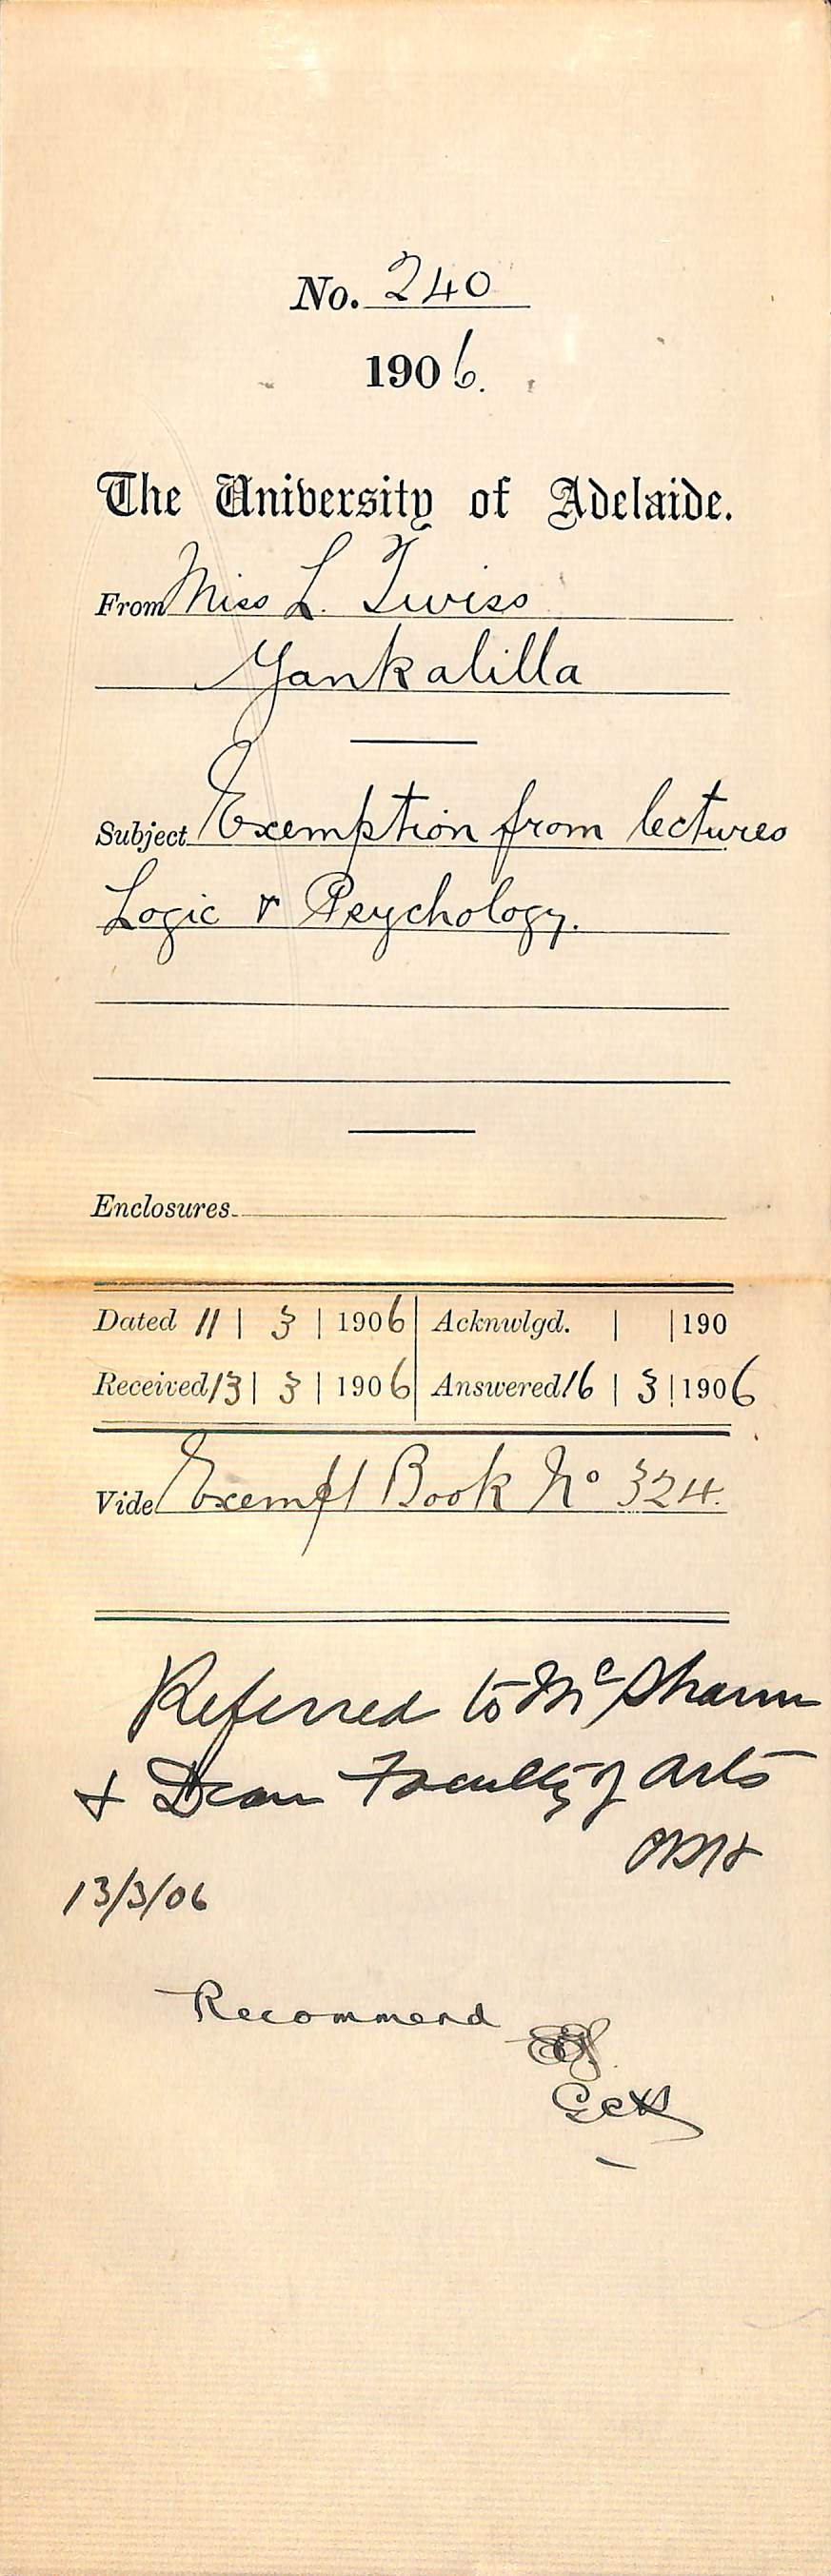 No. 240
1906.
The University of Adelaide.
From Miss L. Twiss
Yankalilla
Subject Exemption from lectures
Logic & Psychology.
Enclosures
Dated 11 | 3 | 1906 Acknwlgd. | | 190
Received 13 | 3 | 1906 Answered 16 | 3 | 1906
Vide Exempt Book No 324.
Referred to
& Dean Faculty of Arts
13/3/06
Recommend